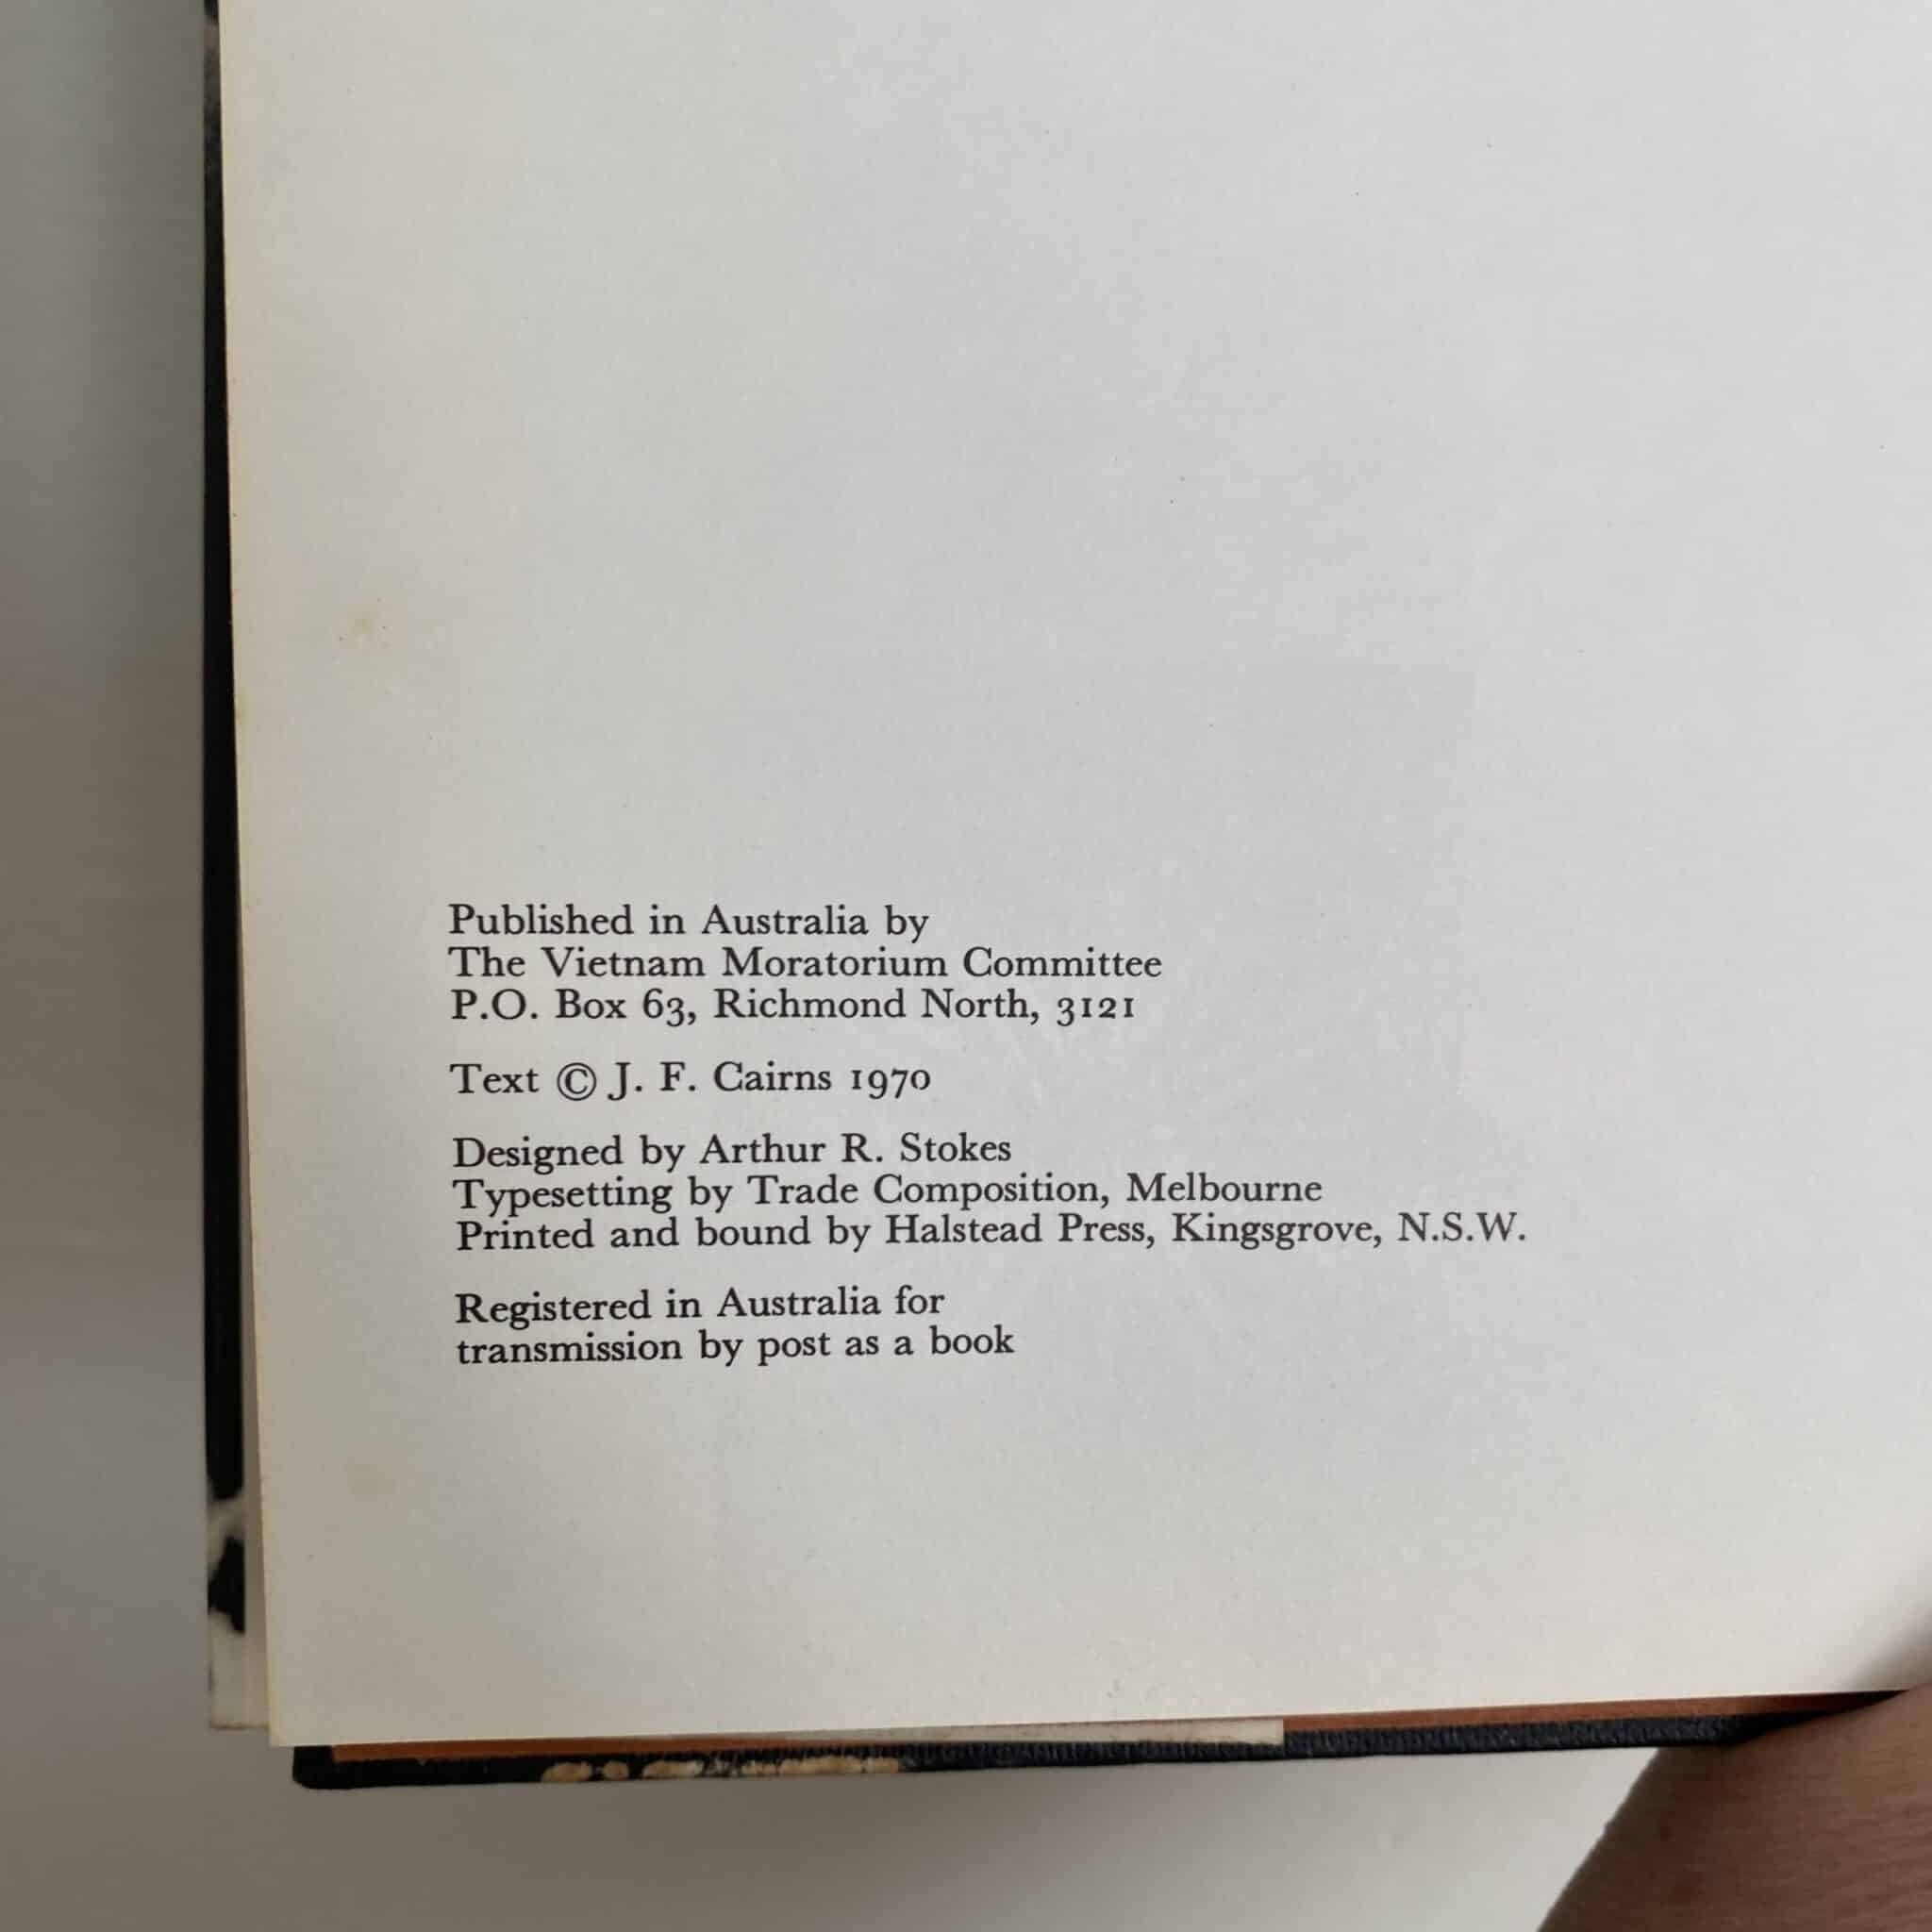 Published in Australia by
The Vietnam Moratorium Committee
P.O. Box 63, Richmond North, 3121
Text © J. F. Cairns 1970
Designed by Arthur R. Stokes
Typesetting by Trade Composition, Melbourne
Printed and bound by Halstead Press, Kingsgrove, N.S.W.
Registered in Australia for
transmission by post as a book